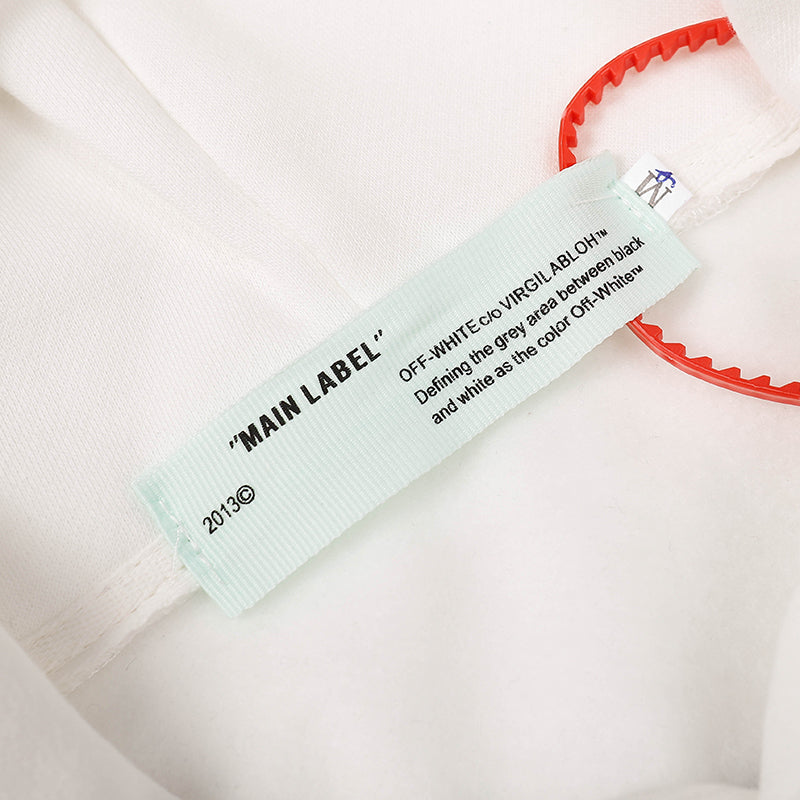 "MAIN LABEL"
2013©
OFF-WHITE c/o VIRGIL ABLOH™
Defining the grey area between black
and white as the color Off-White™
M